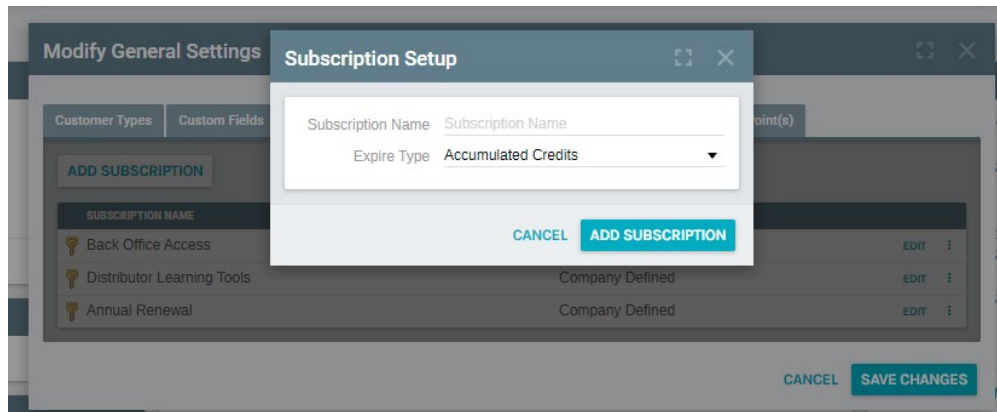 Modify General Settings
Subscription Setup
Customer Types
Custom Fields
Subscription Name
Subscription Name
Expire Type
Accumulated Credits
ADD SUBSCRIPTION
SUBSCRIPTION NAME
CANCEL
ADD SUBSCRIPTION
Back Office Access
EDIT
Distributor Learning Tools
Company Defined
EDIT
Annual Renewal
Company Defined
EDIT
CANCEL
SAVE CHANGES